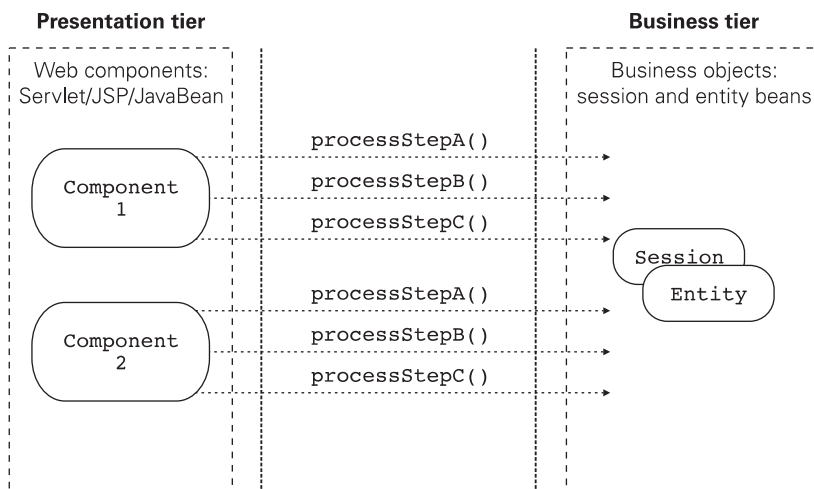 Presentation tier
Business tier
Web components:
Servlet/JSP/JavaBean
Business objects:
session and entity beans
Component
1
processStepA()
processStepB()
processStepC()
Session
Entity
Component
2
processStepA()
processStepB()
processStepC()